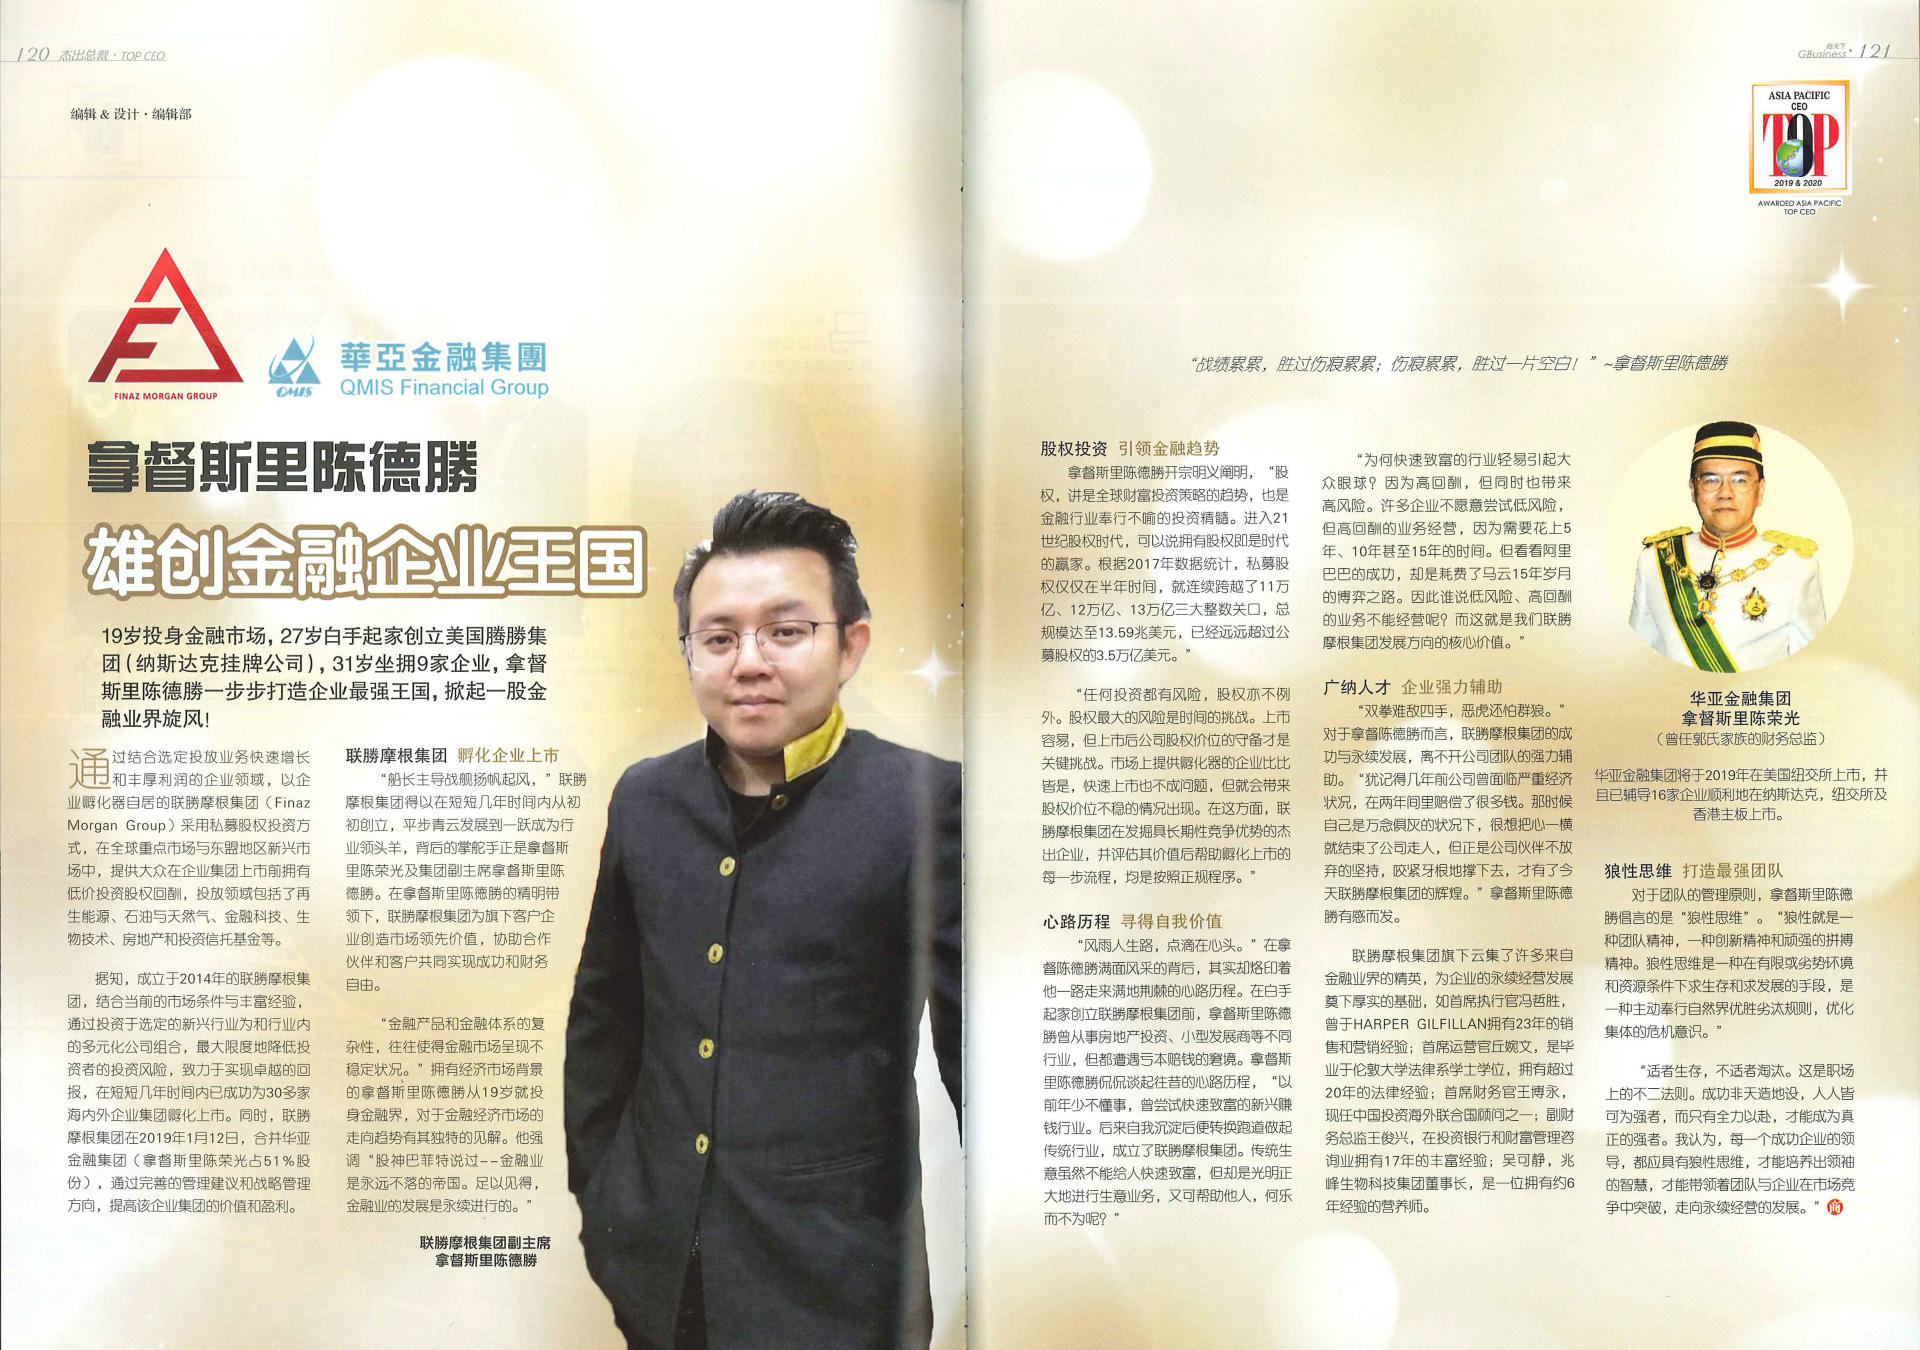 120 杰出总裁·TOP CEO
编辑 & 设计·编辑部
FINAZ MORGAN GROUP
QMIS
華亞金融集團
QMIS Financial Group
拿督斯里陈德勝
雄创金融企业王国
19岁投身金融市场，27岁白手起家创立美国腾勝集
团（纳斯达克挂牌公司），31岁坐拥9家企业，拿督
斯里陈德勝一步步打造企业最强王国，掀起一股金
融业界旋风！
通过结合选定投放业务快速增长
和丰厚利润的企业领域，以企
业孵化器自居的联勝摩根集团（Finaz
Morgan Group）采用私募股权投资方
式，在全球重点市场与东盟地区新兴市
场中，提供大众在企业集团上市前拥有
低价投资股权回酬，投放领域包括了再
生能源、石油与天然气、金融科技、生
物技术、房地产和投资信托基金等。
据知，成立于2014年的联勝摩根集
团，结合当前的市场条件与丰富经验，
通过投资于选定的新兴行业为和行业内
的多元化公司组合，最大限度地降低投
资者的投资风险，致力于实现卓越的回
报，在短短几年时间内已成功为30多家
海内外企业集团孵化上市。同时，联勝
摩根集团在2019年1月12日，合并华亚
金融集团（拿督斯里陈荣光占51%股
份），通过完善的管理建议和战略管理
方向，提高该企业集团的价值和盈利。
联勝摩根集团 孵化企业上市
“船长主导战舰扬帆起风，”联勝
摩根集团得以在短短几年时间内从初
初创立，平步青云发展到一跃成为行
业领头羊，背后的掌舵手正是拿督斯
里陈荣光及集团副主席拿督斯里陈
德勝。在拿督斯里陈德勝的精明带
领下，联勝摩根集团为旗下客户企
业创造市场领先价值，协助合作
伙伴和客户共同实现成功和财务
自由。
“金融产品和金融体系的复
杂性，往往使得金融市场呈现不
稳定状况。”拥有经济市场背景
的拿督斯里陈德勝从19岁就投
身金融界，对于金融经济市场的
走向趋势有其独特的见解。他强
调“股神巴菲特说过--金融业
是永远不落的帝国。足以见得，
金融业的发展是永续进行的。”
联勝摩根集团副主席
拿督斯里陈德勝
商天下
GBusiness·121
ASIA PACIFIC
CEO
TOP
2019 & 2020
AWARDED ASIA PACIFIC
TOP CEO
“战绩累累，胜过伤痕累累；伤痕累累，胜过一片空白！”~拿督斯里陈德勝
股权投资 引领金融趋势
拿督斯里陈德勝开宗明义阐明，“股
权，讲是全球财富投资策略的趋势，也是
金融行业奉行不喻的投资精髓。进入21
世纪股权时代，可以说拥有股权即是时代
的赢家。根据2017年数据统计，私募股
权仅仅在半年时间，就连续跨越了11万
亿、12万亿、13万亿三大整数关口，总
规模达至13.59兆美元，已经远远超过公
募股权的3.5万亿美元。”
“任何投资都有风险，股权亦不例
外。股权最大的风险是时间的挑战。上市
容易，但上市后公司股权价位的守备才是
关键挑战。市场上提供孵化器的企业比比
皆是，快速上市也不成问题，但就会带来
股权价位不稳的情况出现。在这方面，联
勝摩根集团在发掘具长期性竞争优势的杰
出企业，并评估其价值后帮助孵化上市的
每一步流程，均是按照正规程序。”
心路历程 寻得自我价值
“风雨人生路，点滴在心头。”在拿
督陈德勝满面风采的背后，其实却烙印着
他一路走来满地荆棘的心路历程。在白手
起家创立联勝摩根集团前，拿督斯里陈德
勝曾从事房地产投资、小型发展商等不同
行业，但都遭遇亏本赔钱的窘境。拿督斯
里陈德勝侃侃谈起往昔的心路历程，“以
前年少不懂事，曾尝试快速致富的新兴赚
钱行业。后来自我沉淀后便转换跑道做起
传统行业，成立了联勝摩根集团。传统生
意虽然不能给人快速致富，但却是光明正
大地进行生意业务，又可帮助他人，何乐
而不为呢？”
“为何快速致富的行业轻易引起大
众眼球？因为高回酬，但同时也带来
高风险。许多企业不愿意尝试低风险，
但高回酬的业务经营，因为需要花上5
年、10年甚至15年的时间。但看看阿里
巴巴的成功，却是耗费了马云15年岁月
的博弈之路。因此谁说低风险、高回酬
的业务不能经营呢？而这就是我们联勝
摩根集团发展方向的核心价值。”
广纳人才 企业强力辅助
“双拳难敌四手，恶虎还怕群狼。”
对于拿督陈德勝而言，联勝摩根集团的成
功与永续发展，离不开公司团队的强力辅
助。“犹记得几年前公司曾面临严重经济
状况，在两年间里赔偿了很多钱。那时候
自己是万念俱灰的状况下，很想把心一横
就结束了公司走人，但正是公司伙伴不放
弃的坚持，咬紧牙根地撑下去，才有了今
天联勝摩根集团的辉煌。”拿督斯里陈德
勝有感而发。
联勝摩根集团旗下云集了许多来自
金融业界的精英，为企业的永续经营发展
奠下厚实的基础，如首席执行官冯哲胜，
曾于HARPER GILFILLAN拥有23年的销
售和营销经验；首席运营官丘婉文，是毕
业于伦敦大学法律系学士学位，拥有超过
20年的法律经验；首席财务官王博永，
现任中国投资海外联合国顾问之一；副财
务总监王俊兴，在投资银行和财富管理咨
询业拥有17年的丰富经验；吴可静，兆
峰生物科技集团董事长，是一位拥有约6
年经验的营养师。
华亚金融集团
拿督斯里陈荣光
（曾任郭氏家族的财务总监）
华亚金融集团将于2019年在美国纽交所上市，并
且已辅导16家企业顺利地在纳斯达克，纽交所及
香港主板上市。
狼性思维 打造最强团队
对于团队的管理原则，拿督斯里陈德
勝倡言的是“狼性思维”。“狼性就是一
种团队精神，一种创新精神和顽强的拼搏
精神。狼性思维是一种在有限或劣势环境
和资源条件下求生存和求发展的手段，是
一种主动奉行自然界优胜劣汰规则，优化
集体的危机意识。”
“适者生存，不适者淘汰。这是职场
上的不二法则。成功非天造地设，人人皆
可为强者，而只有全力以赴，才能成为真
正的强者。我认为，每一个成功企业的领
导，都应具有狼性思维，才能培养出领袖
的智慧，才能带领着团队与企业在市场竞
争中突破，走向永续经营的发展。”商